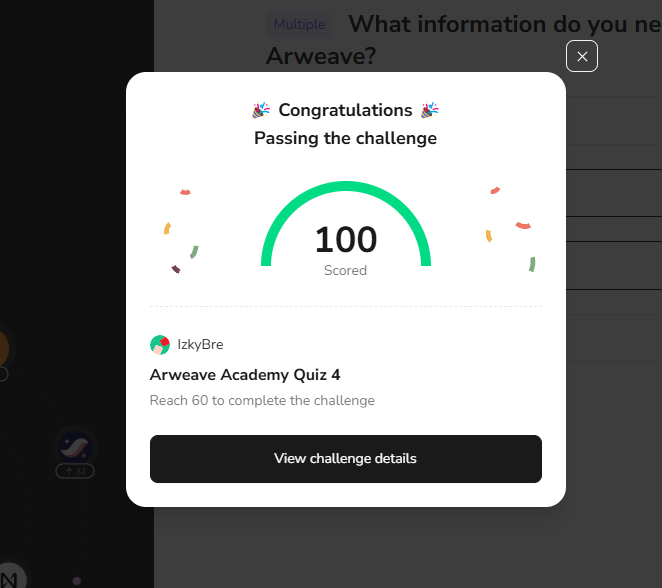 Multiple What information do you ne
Arweave?
Congratulations
Passing the challenge
100
Scored
IzkyBre
Arweave Academy Quiz 4
Reach 60 to complete the challenge
View challenge details
32